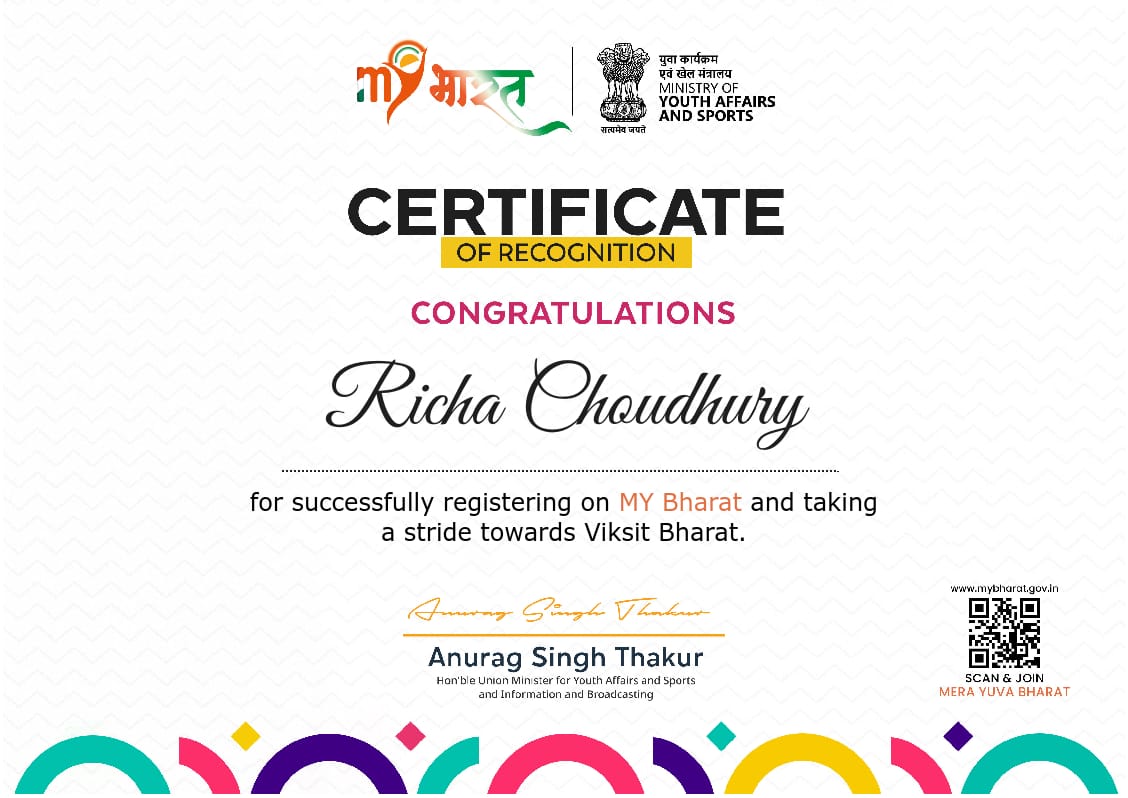 my भारत
युवा कार्यक्रम
एवं खेल मंत्रालय
MINISTRY OF
YOUTH AFFAIRS
AND SPORTS
सत्यमेव जयते
CERTIFICATE
OF RECOGNITION
CONGRATULATIONS
Richa Choudhury
for successfully registering on MY Bharat and taking
a stride towards Viksit Bharat.
Anurag Singh Thakur
Anurag Singh Thakur
Hon'ble Union Minister for Youth Affairs and Sports
and Information and Broadcasting
www.mybharat.gov.in
SCAN & JOIN
MERA YUVA BHARAT